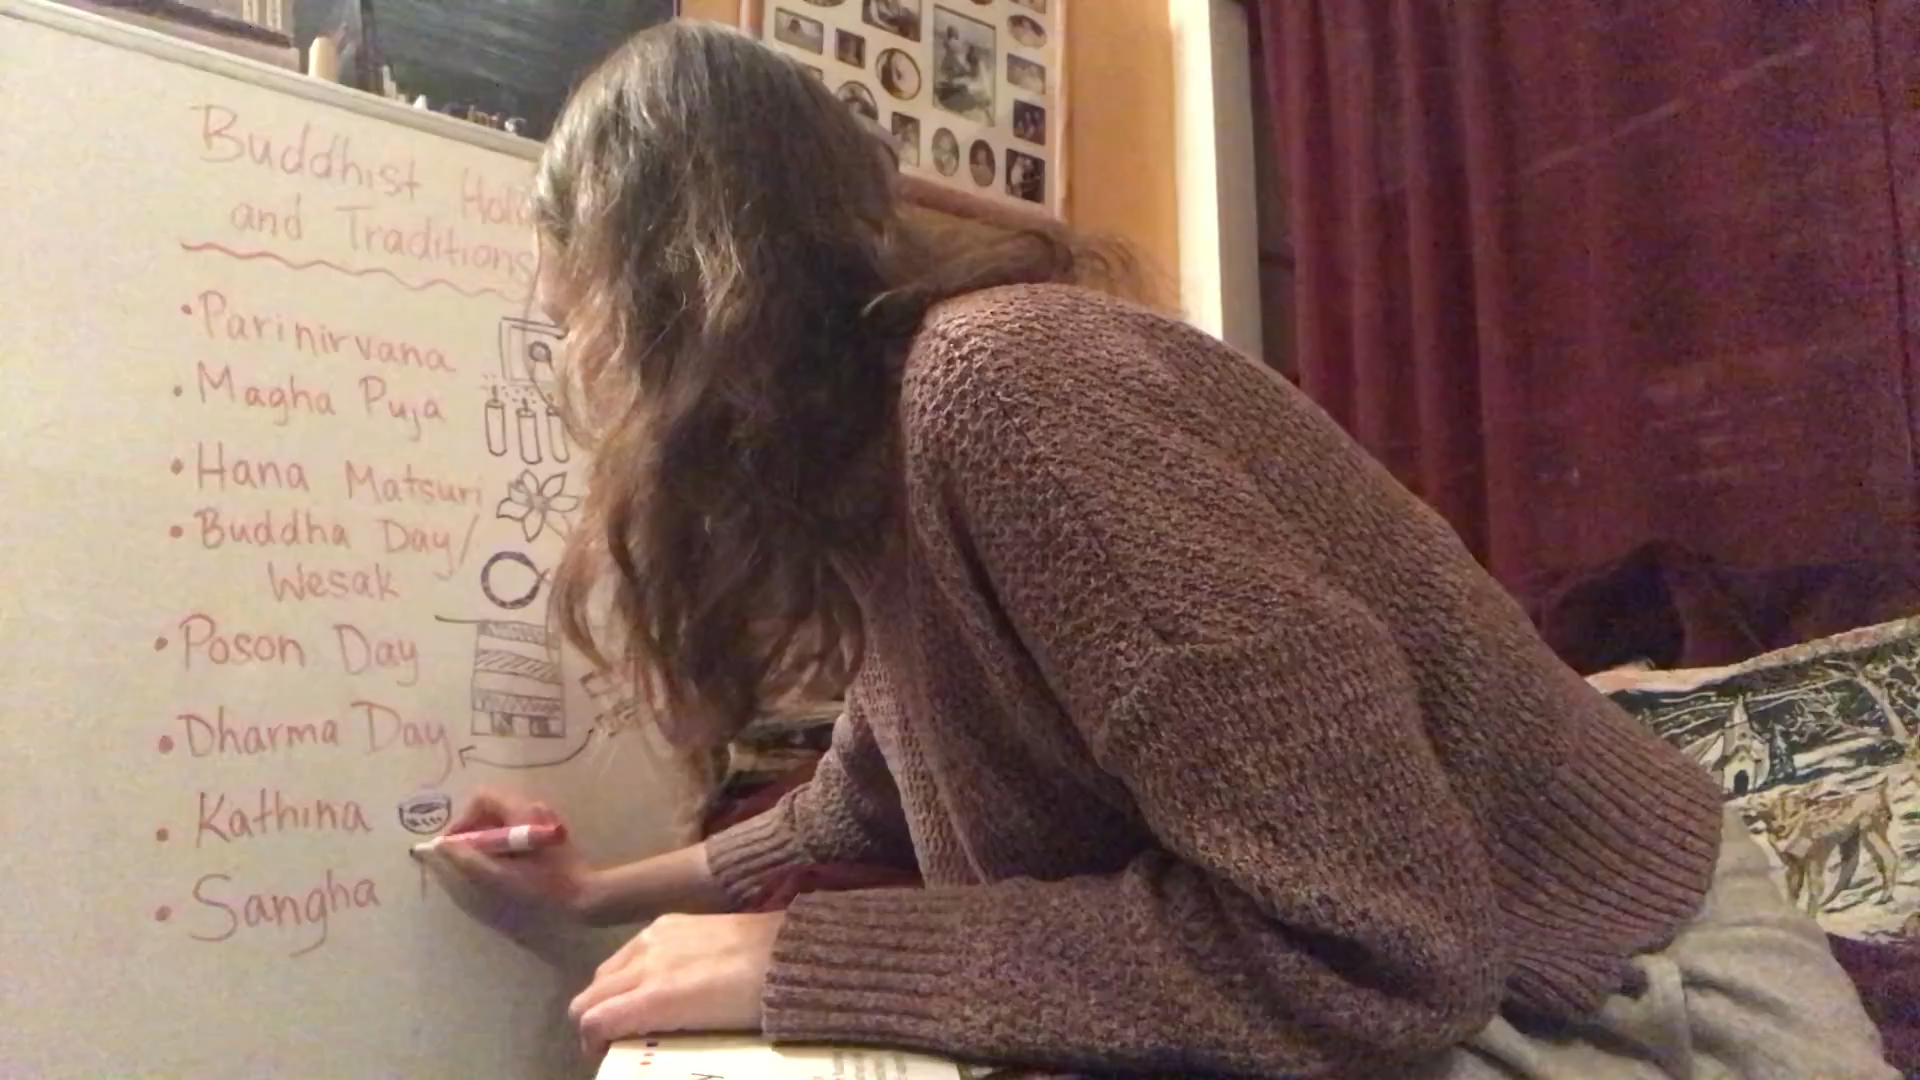 Buddhist
and Traditions
• Parinirvana
• Magha Puja
• Hana Matsuri
• Buddha Day/
Wesak
• Poson Day
• Dharma Day
• Kathina
• Sangha